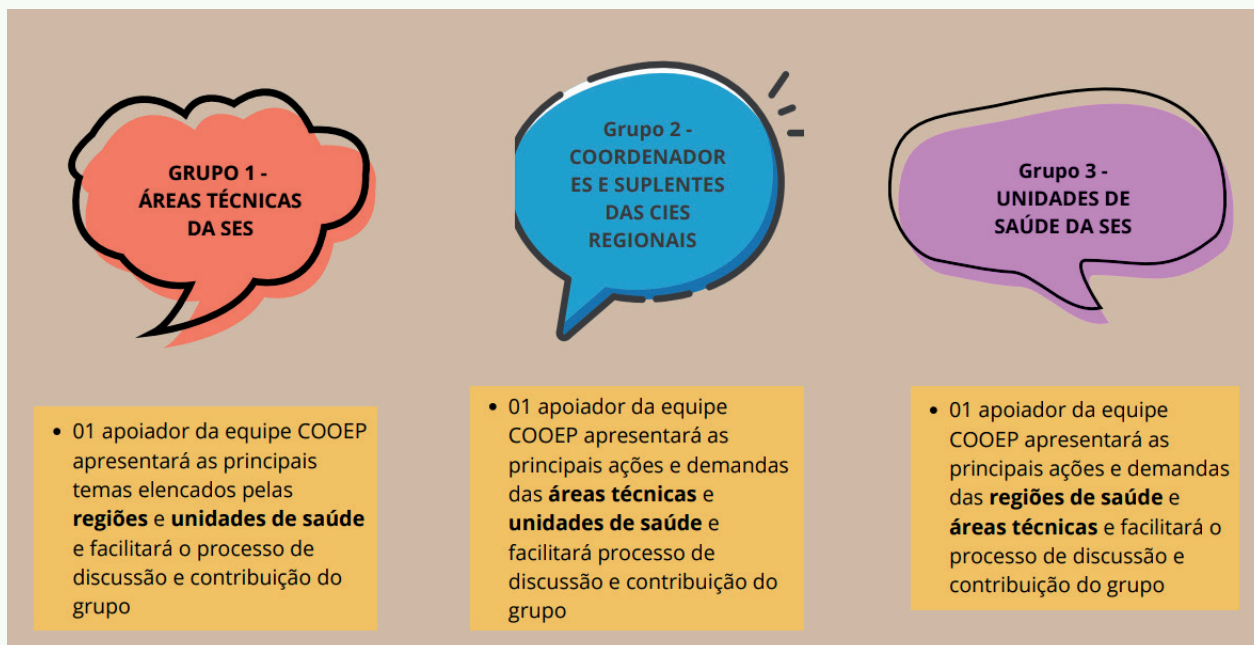 GRUPO 1 -
ÁREAS TÉCNICAS
DA SES
Grupo 2 -
COORDENADOR
ES E SUPLENTES
DAS CIES
REGIONAIS
Grupo 3 -
UNIDADES DE
SAÚDE DA SES
• 01 apoiador da equipe COOEP
apresentará as principais
temas elencados pelas
regiões e unidades de saúde
e facilitará o processo de
discussão e contribuição do
grupo
• 01 apoiador da equipe
COOEP apresentará as
principais ações e demandas
das áreas técnicas e
unidades de saúde e
facilitará processo de
discussão e contribuição do
grupo
• 01 apoiador da equipe
COOEP apresentará as
principais ações e demandas
das regiões de saúde e
áreas técnicas e facilitará o
processo de discussão e
contribuição do grupo